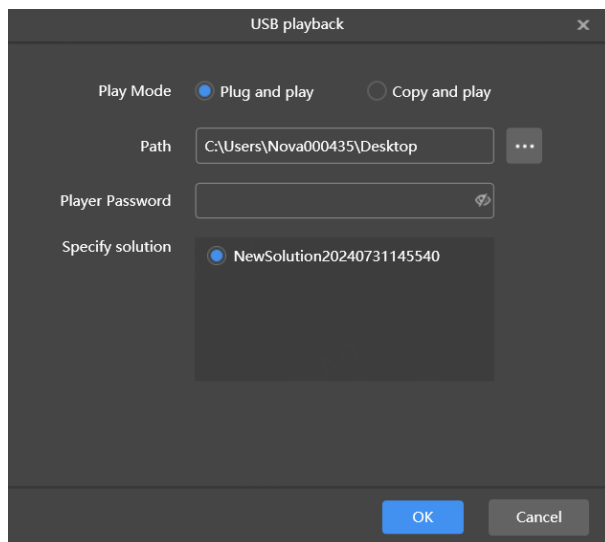 USB playback
Play Mode Plug and play Copy and play
Path C:\Users\Nova000435\Desktop ...
Player Password
Specify solution NewSolution20240731145540
OK Cancel